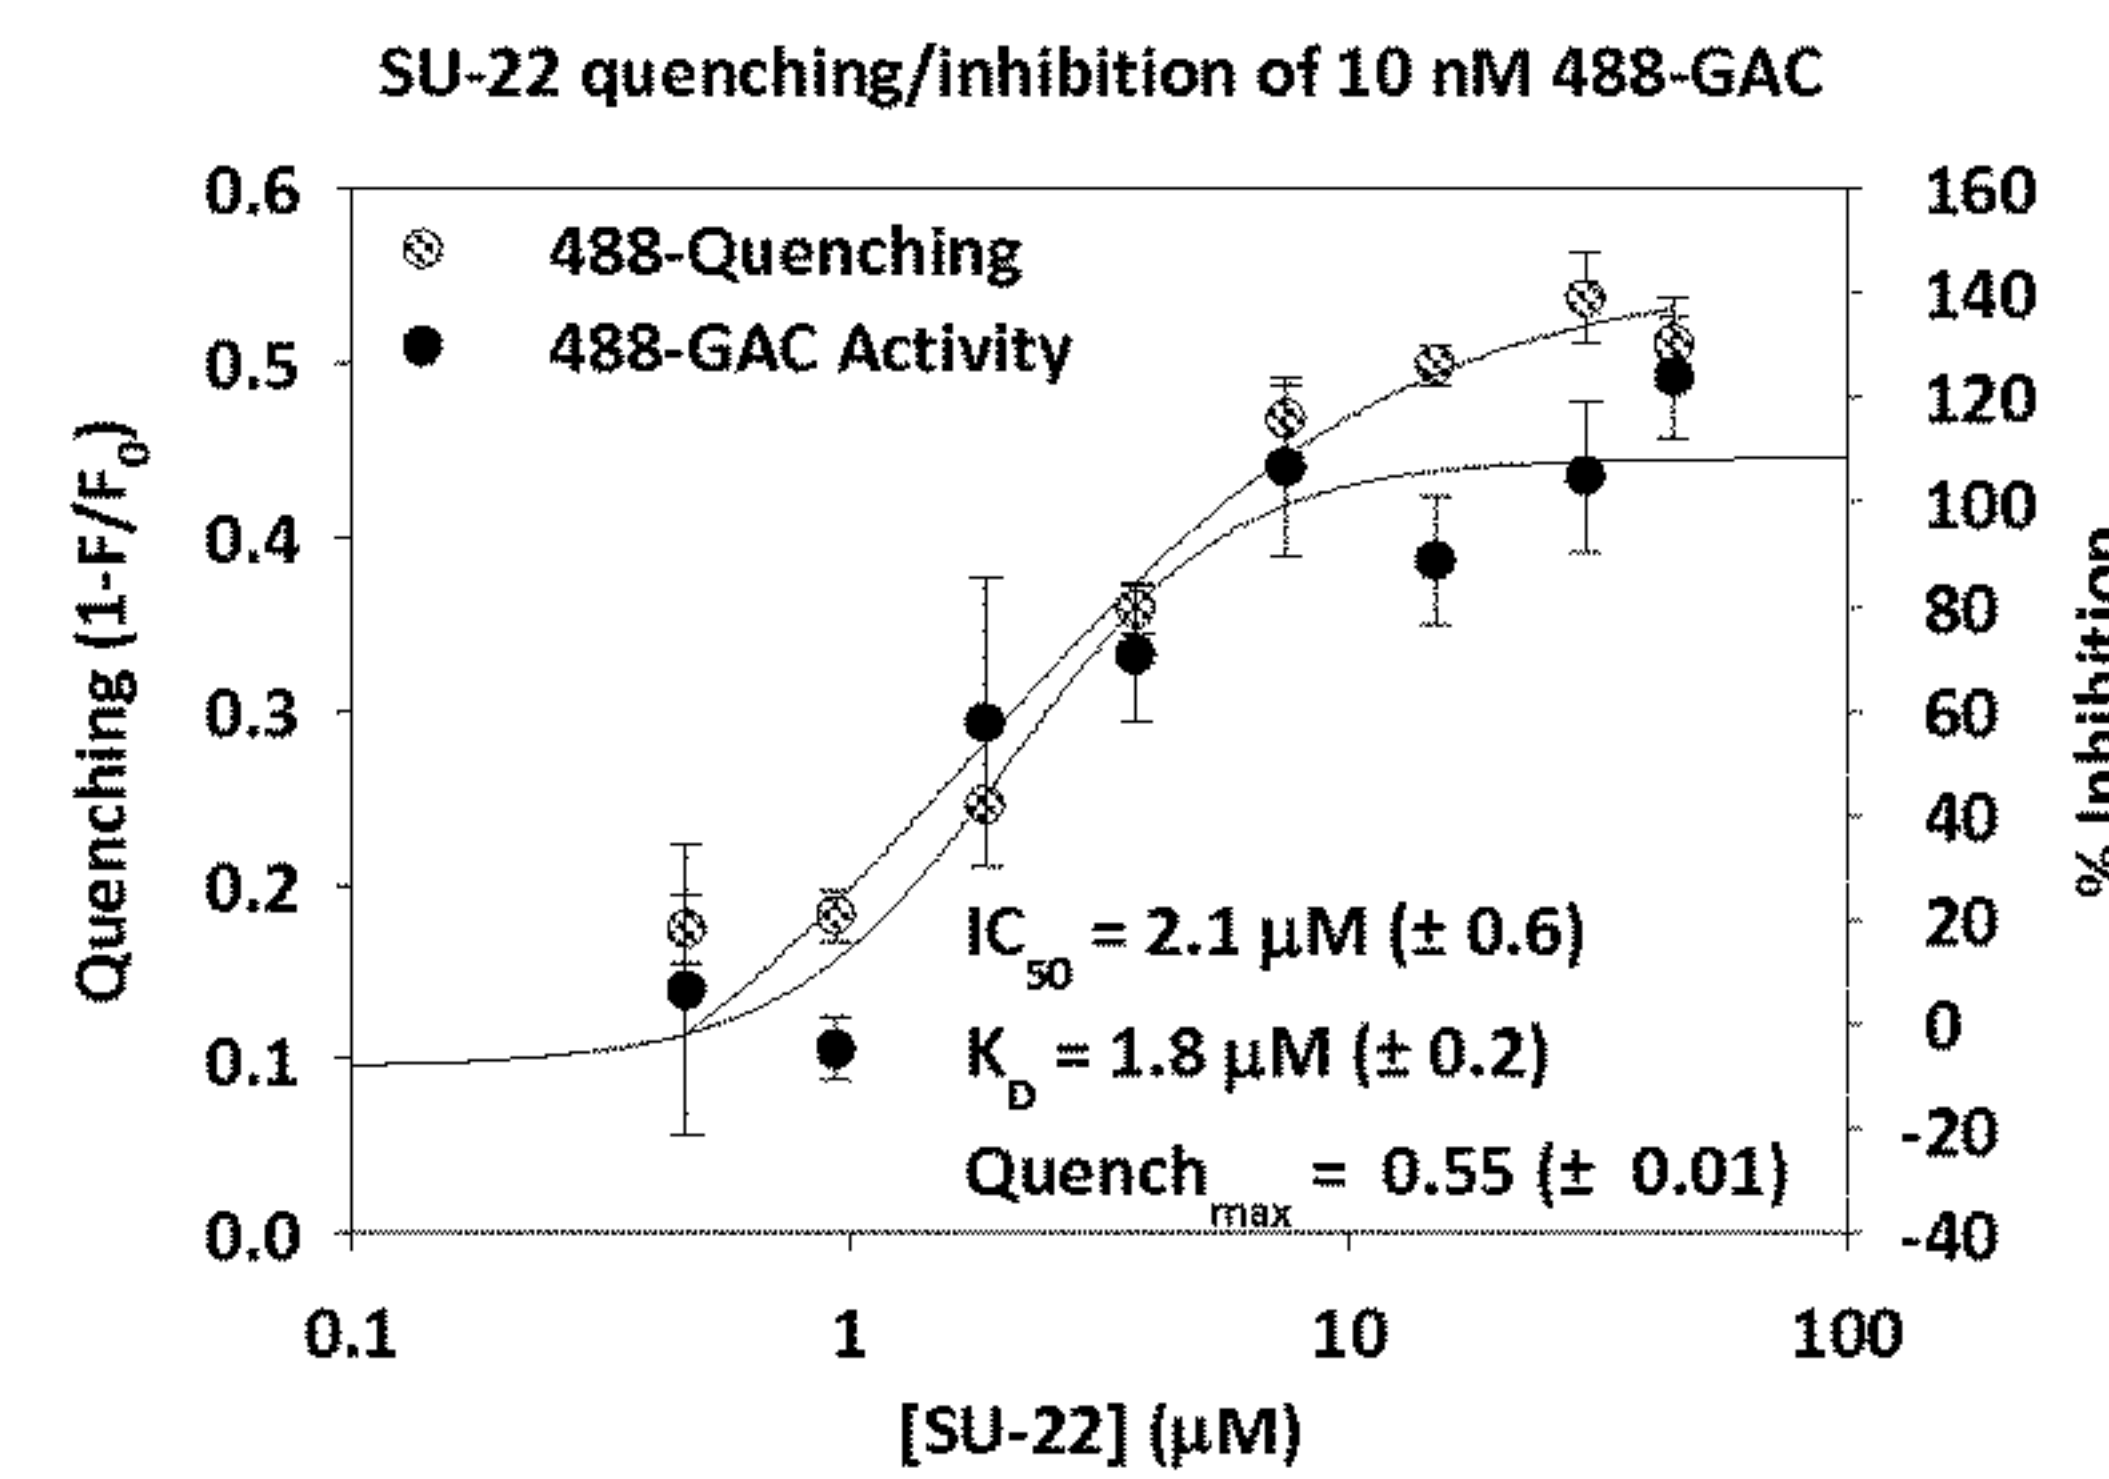 SU-22 quenching/inhibition of 10 nM 488-GAC
488-Quenching
488-GAC Activity
Quenching (1-F/F0)
0.6
0.5
0.4
0.3
0.2
0.1
0.0
160
140
120
100
80
60
40
20
0
-20
-40
% Inhibition
IC50 = 2.1 μM (± 0.6)
KD = 1.8 μM (± 0.2)
Quenchmax = 0.55 (± 0.01)
0.1 1 10 100
[SU-22] (μM)